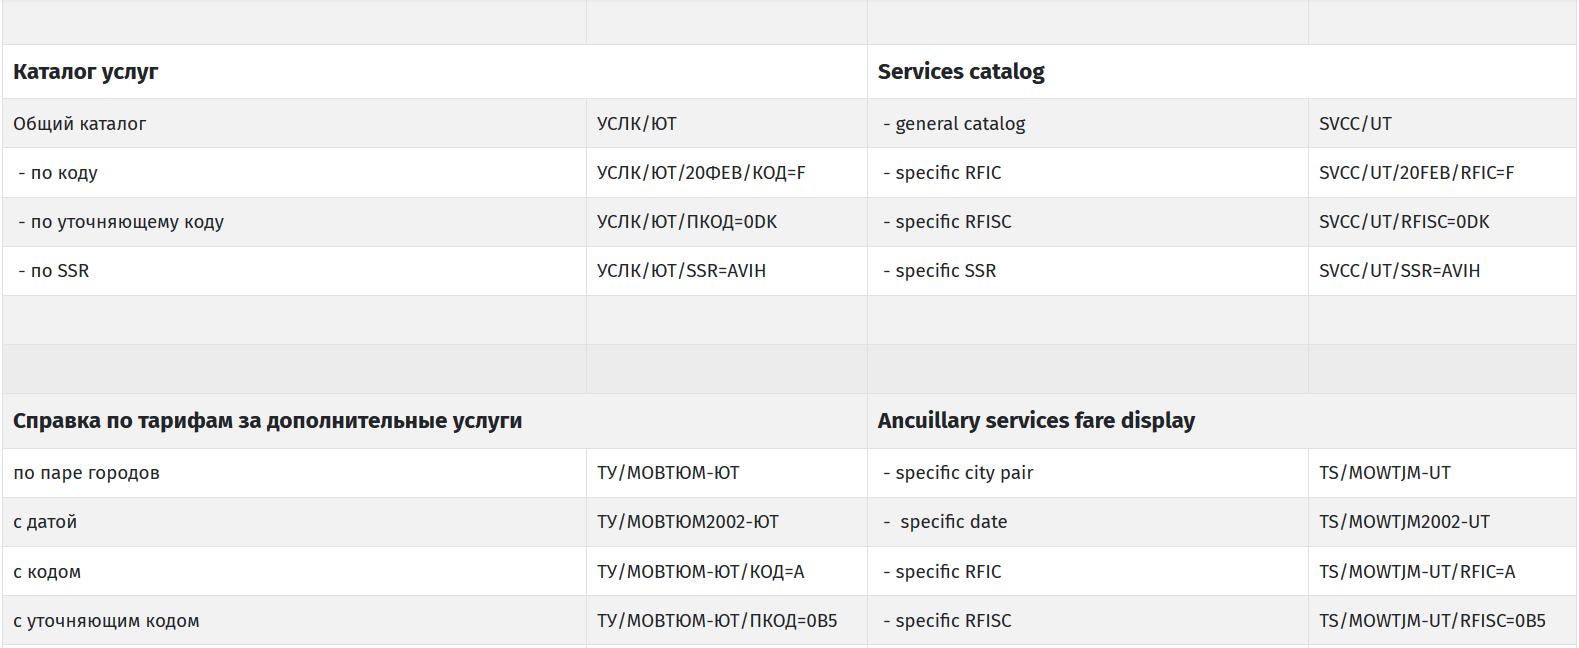 Каталог услуг Services catalog
Общий каталог УСЛК/ЮТ - general catalog SVCC/UT
- по коду УСЛК/ЮТ/20ФЕВ/КОД=F - specific RFIC SVCC/UT/20FEB/RFIC=F
- по уточняющему коду УСЛК/ЮТ/ПКОД=0DK - specific RFISC SVCC/UT/RFISC=0DK
- по SSR УСЛК/ЮТ/SSR=AVIH - specific SSR SVCC/UT/SSR=AVIH
Справка по тарифам за дополнительные услуги Ancuillary services fare display
по паре городов ТУ/МОВТЮМ-ЮТ - specific city pair TS/MOWTJM-UT
с датой ТУ/МОВТЮМ2002-ЮТ - specific date TS/MOWTJM2002-UT
с кодом ТУ/МОВТЮМ-ЮТ/КОД=A - specific RFIC TS/MOWTJM-UT/RFIC=A
с уточняющим кодом ТУ/МОВТЮМ-ЮТ/ПКОД=0B5 - specific RFISC TS/MOWTJM-UT/RFISC=0B5